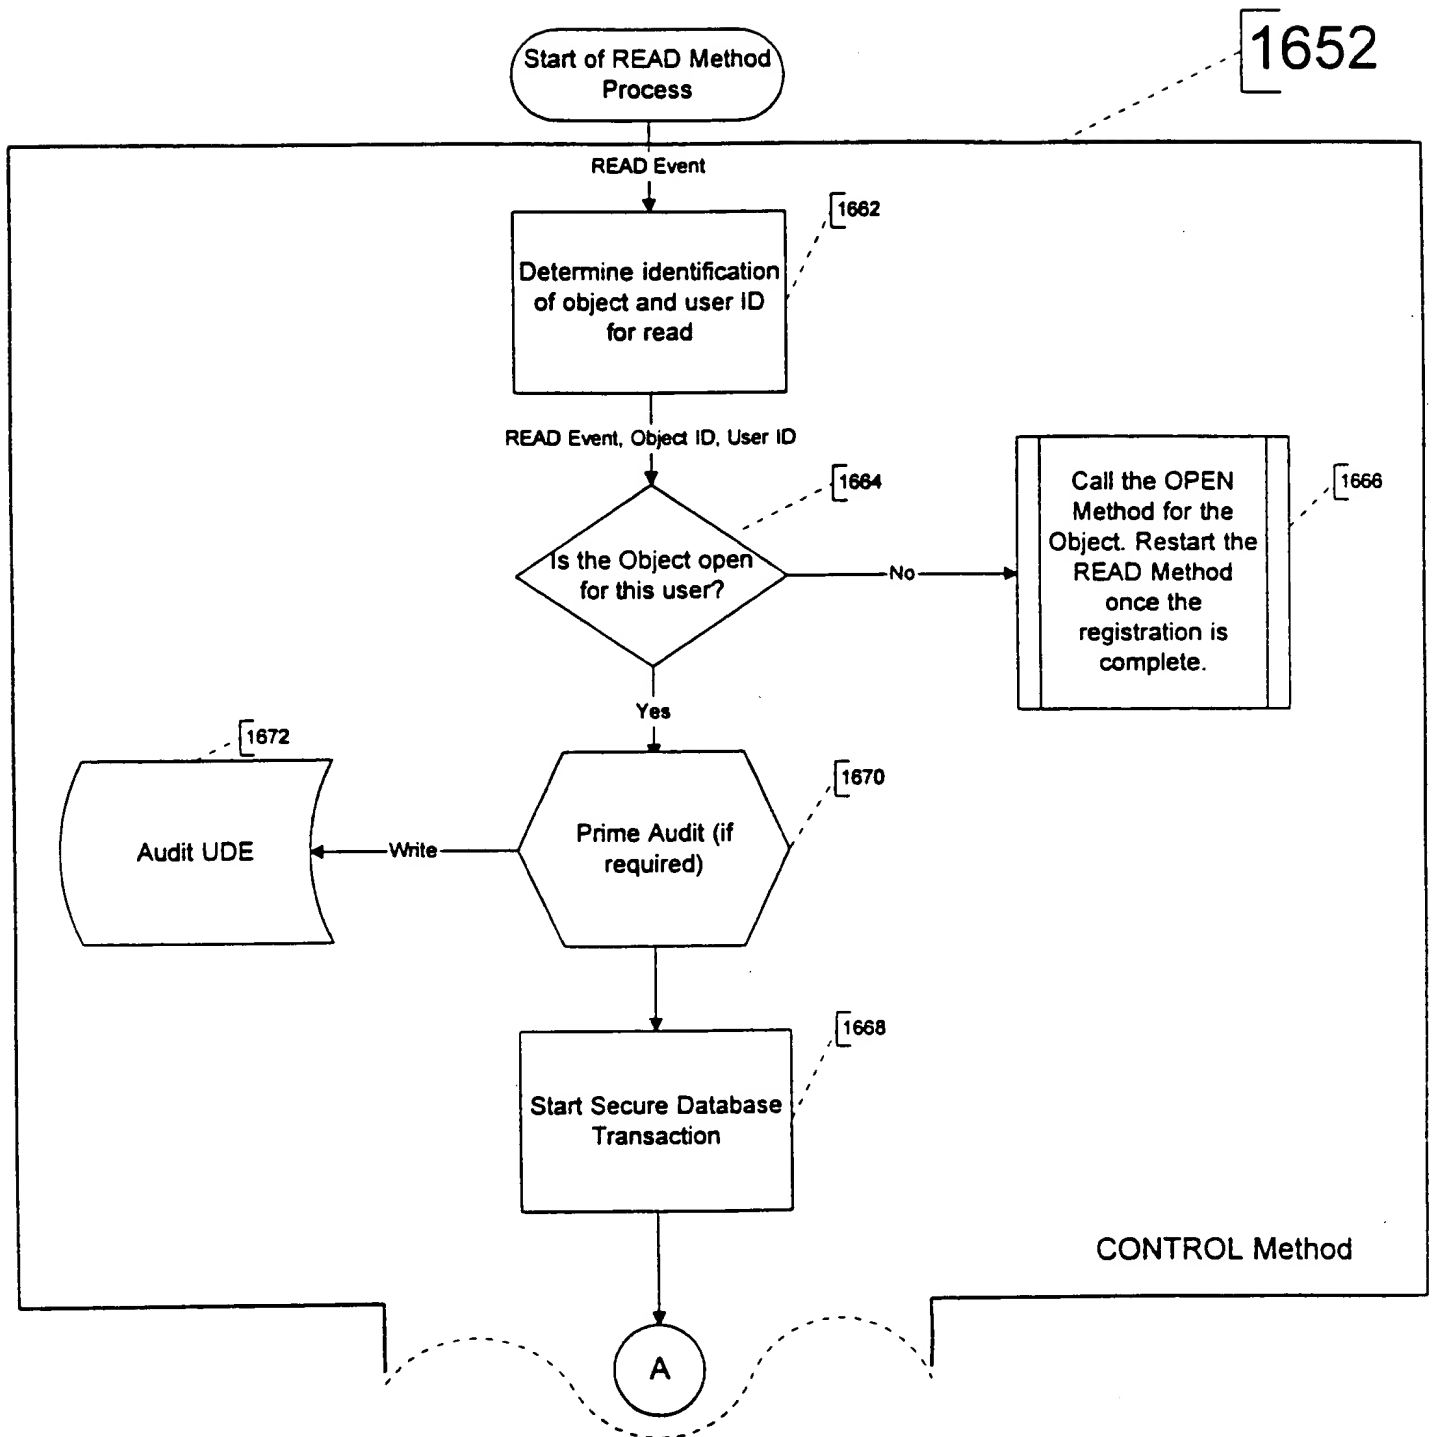 1652
Start of READ Method
Process
READ Event
1662
Determine identification
of object and user ID
for read
READ Event, Object ID, User ID
1664
Is the Object open
for this user?
No
1666
Call the OPEN
Method for the
Object. Restart the
READ Method
once the
registration is
complete.
Yes
1672
Audit UDE
Write
1670
Prime Audit (if
required)
1668
Start Secure Database
Transaction
CONTROL Method
A